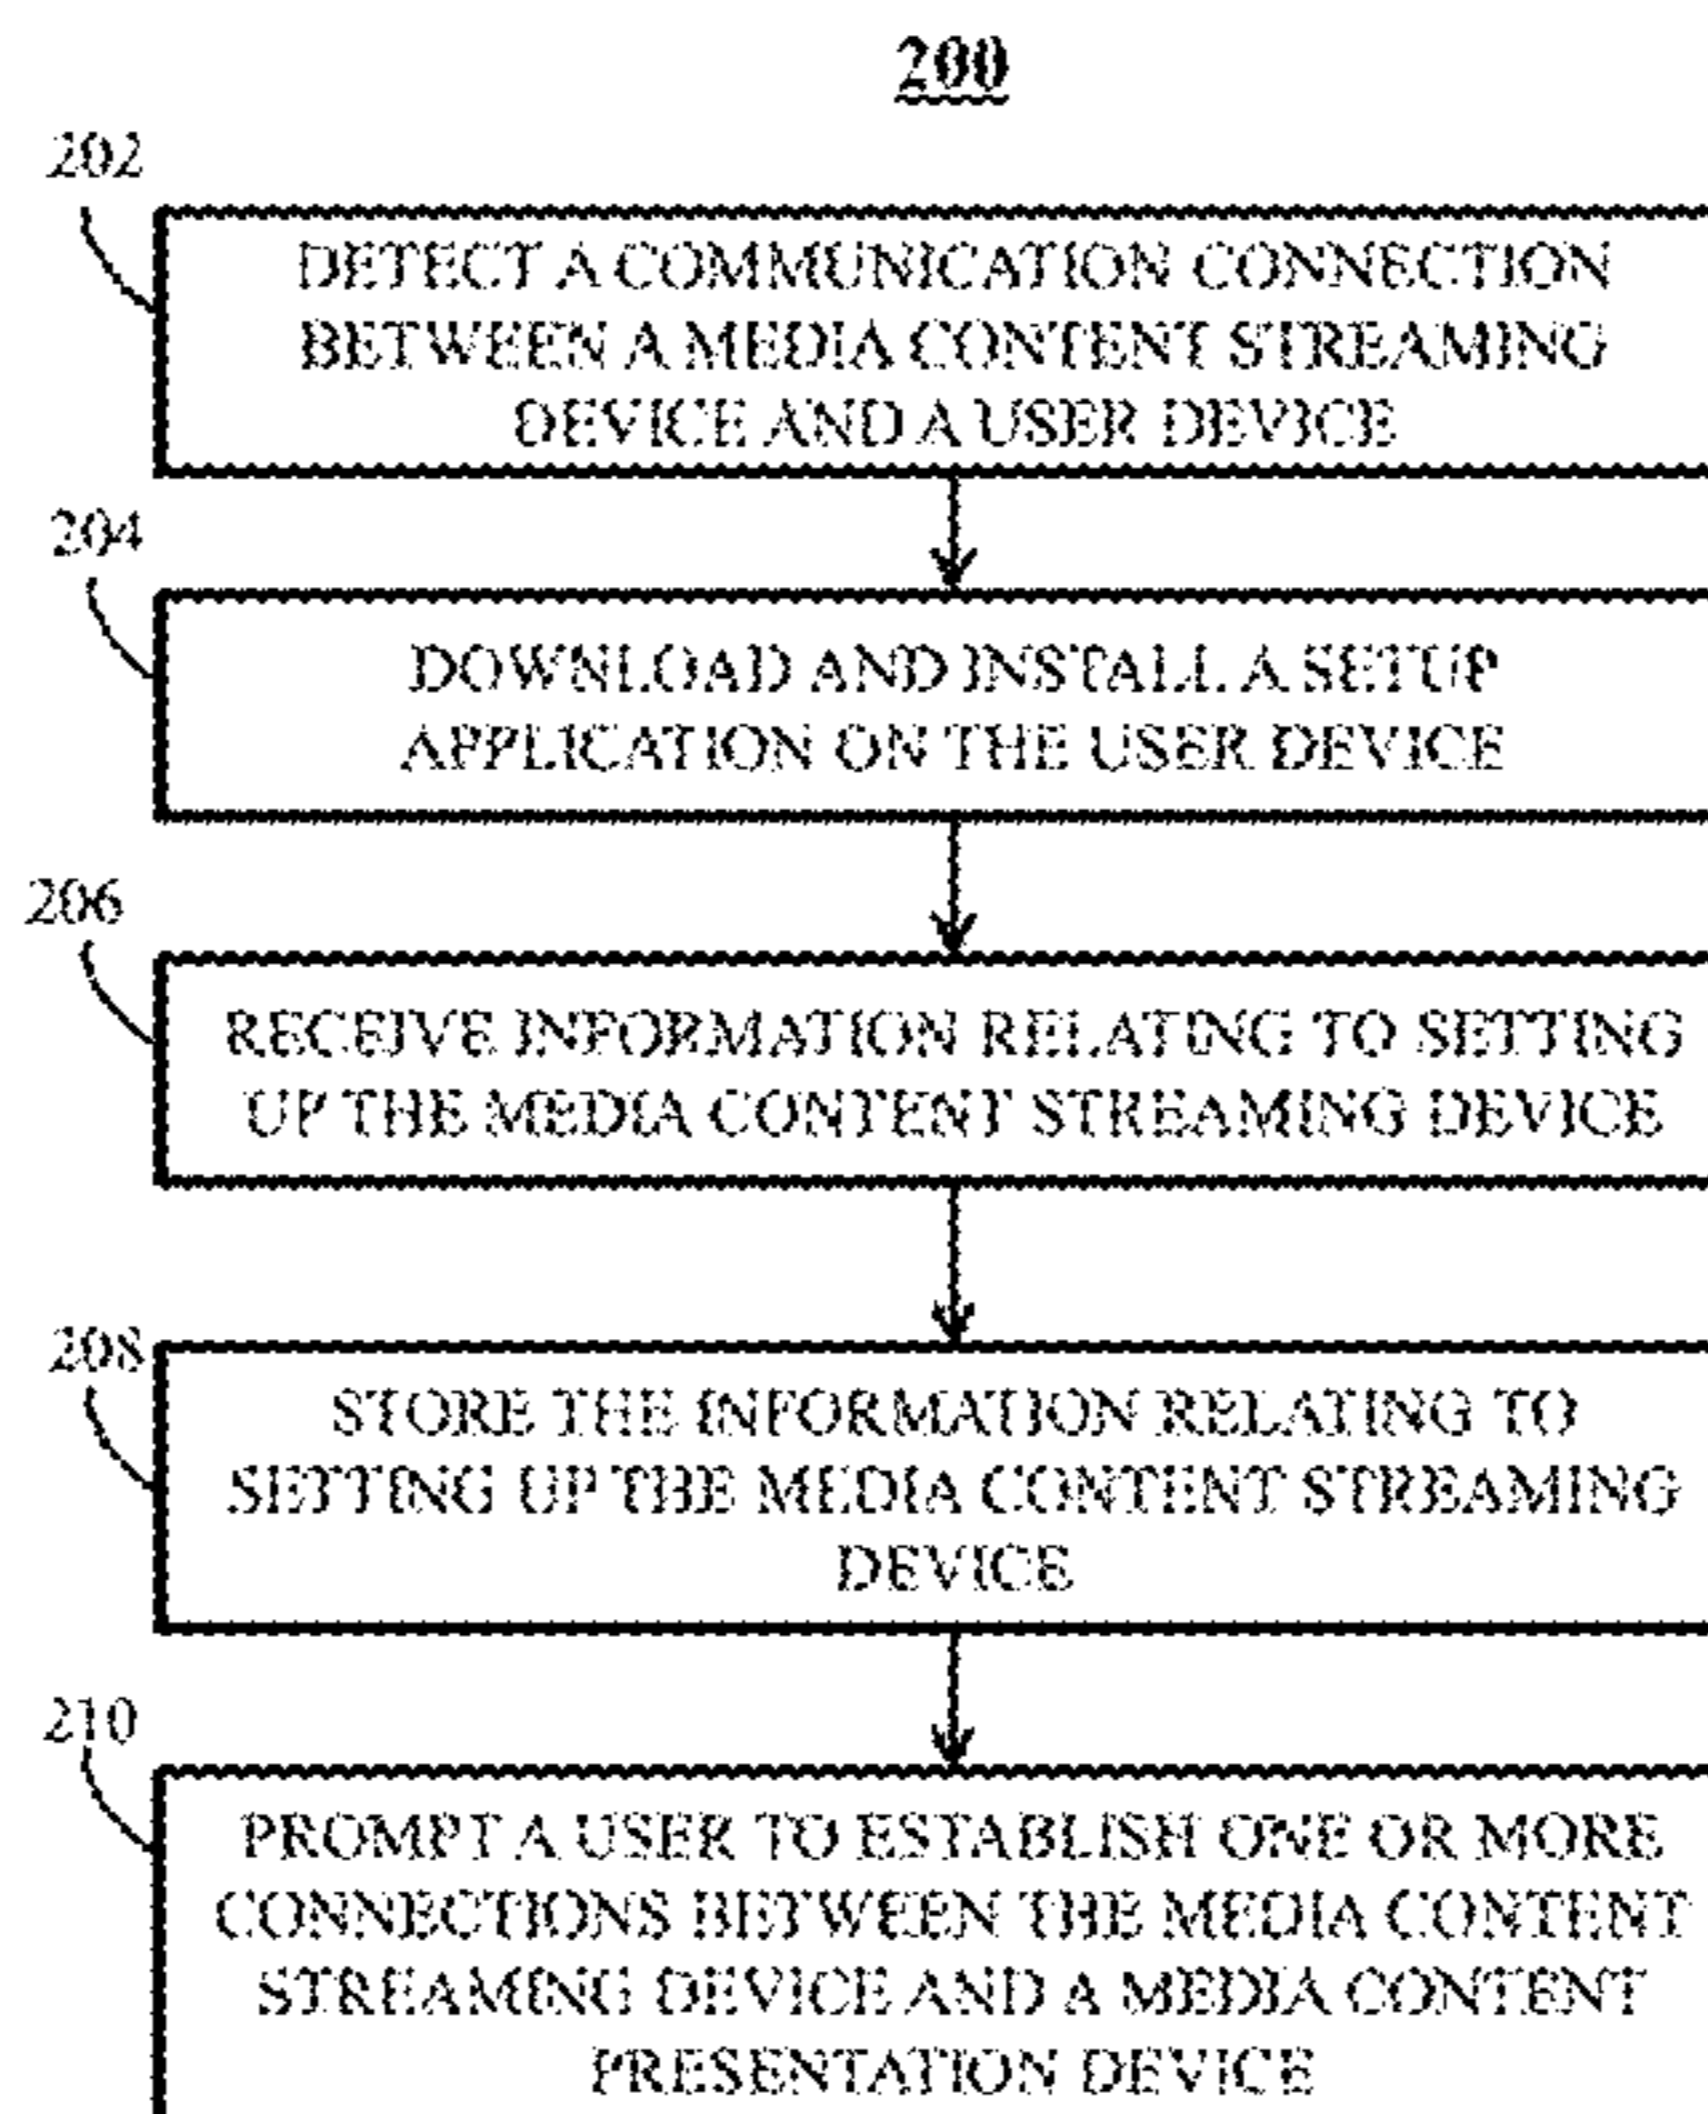 200
202
DETECT A COMMUNICATION CONNECTION
BETWEEN A MEDIA CONTENT STREAMING
DEVICE AND A USER DEVICE
204
DOWNLOAD AND INSTALL A SETUP
APPLICATION ON THE USER DEVICE
206
RECEIVE INFORMATION RELATING TO SETTING
UP THE MEDIA CONTENT STREAMING DEVICE
208
STORE THE INFORMATION RELATING TO
SETTING UP THE MEDIA CONTENT STREAMING
DEVICE
210
PROMPT A USER TO ESTABLISH ONE OR MORE
CONNECTIONS BETWEEN THE MEDIA CONTENT
STREAMING DEVICE AND A MEDIA CONTENT
PRESENTATION DEVICE